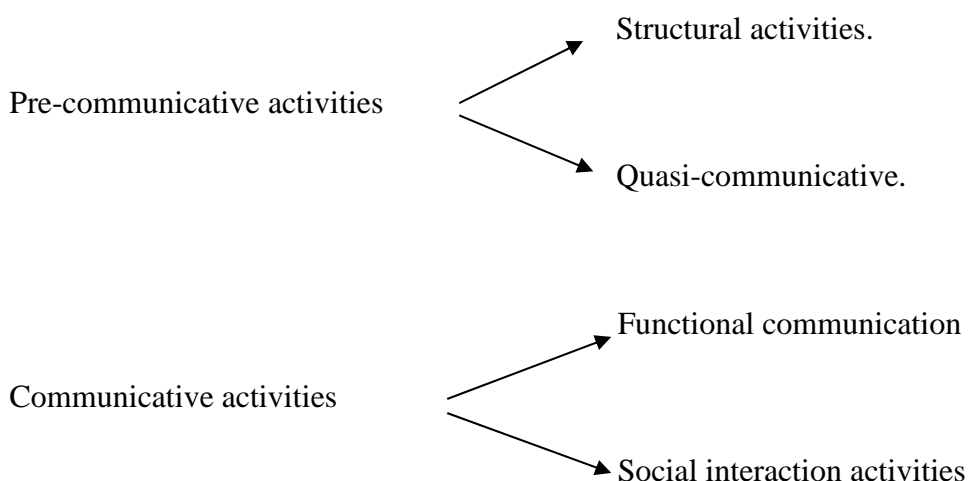 Structural activities.
Pre-communicative activities
Quasi-communicative.
Functional communication
Communicative activities
Social interaction activities